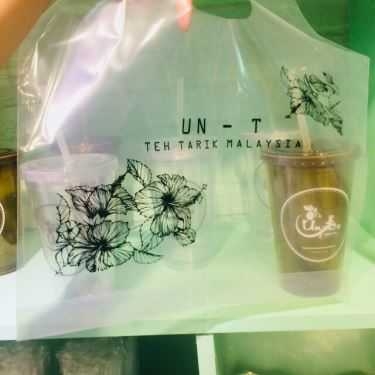 UN - T
TEH TARIK MALAYSIA